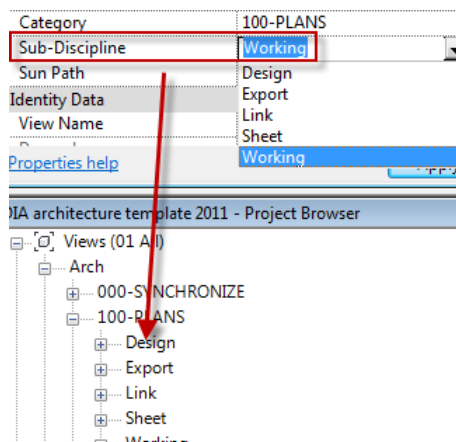 Category 100-PLANS
Sub-Discipline Working
Sun Path Design
Identity Data Export
Link
View Name Sheet
Working
Properties help
DIA architecture template 2011 - Project Browser
Views (01 All)
Arch
000-SYNCHRONIZE
100-PLANS
Design
Export
Link
Sheet
Working